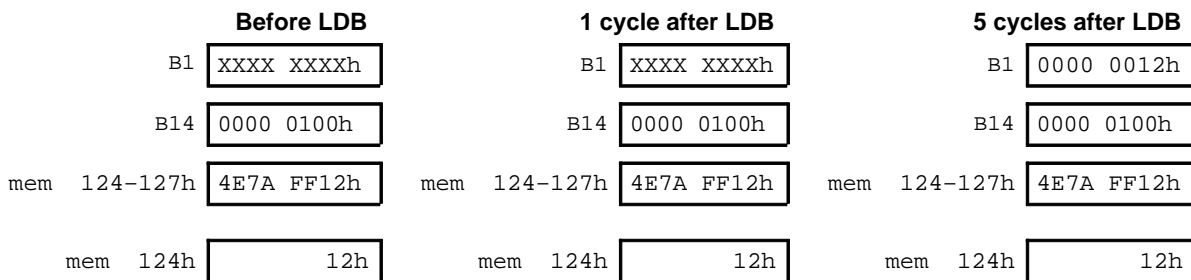 Before LDB 1 cycle after LDB 5 cycles after LDB
B1 XXXX XXXXh B1 XXXX XXXXh B1 0000 0012h
B14 0000 0100h B14 0000 0100h B14 0000 0100h
mem 124–127h 4E7A FF12h mem 124–127h 4E7A FF12h mem 124–127h 4E7A FF12h
mem 124h 12h mem 124h 12h mem 124h 12h